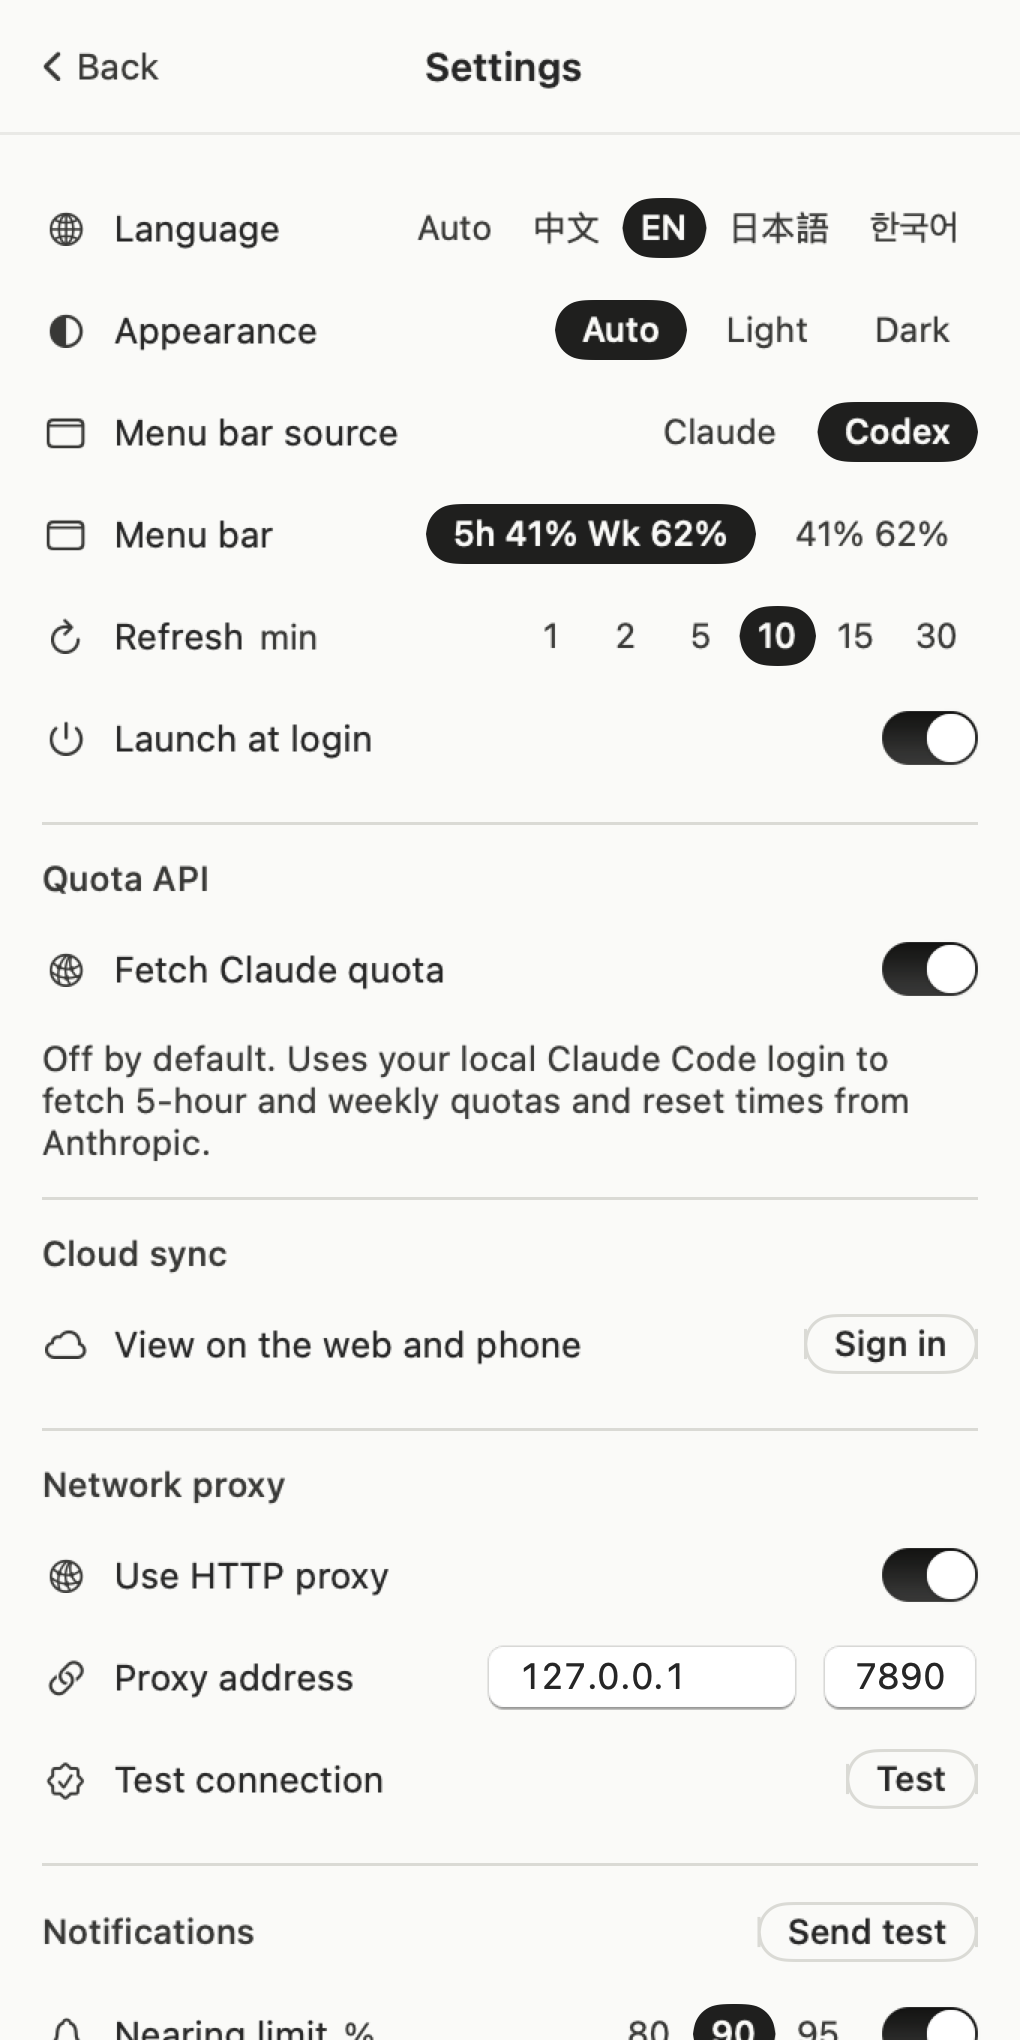 Back Settings
Language Auto 中文 EN 日本語 한국어
Appearance Auto Light Dark
Menu bar source Claude Codex
Menu bar 5h 41% Wk 62% 41% 62%
Refresh min 1 2 5 10 15 30
Launch at login
Quota API
Fetch Claude quota
Off by default. Uses your local Claude Code login to
fetch 5-hour and weekly quotas and reset times from
Anthropic.
Cloud sync
View on the web and phone Sign in
Network proxy
Use HTTP proxy
Proxy address 127.0.0.1 7890
Test connection Test
Notifications Send test
Nearing limit % 80 90 95